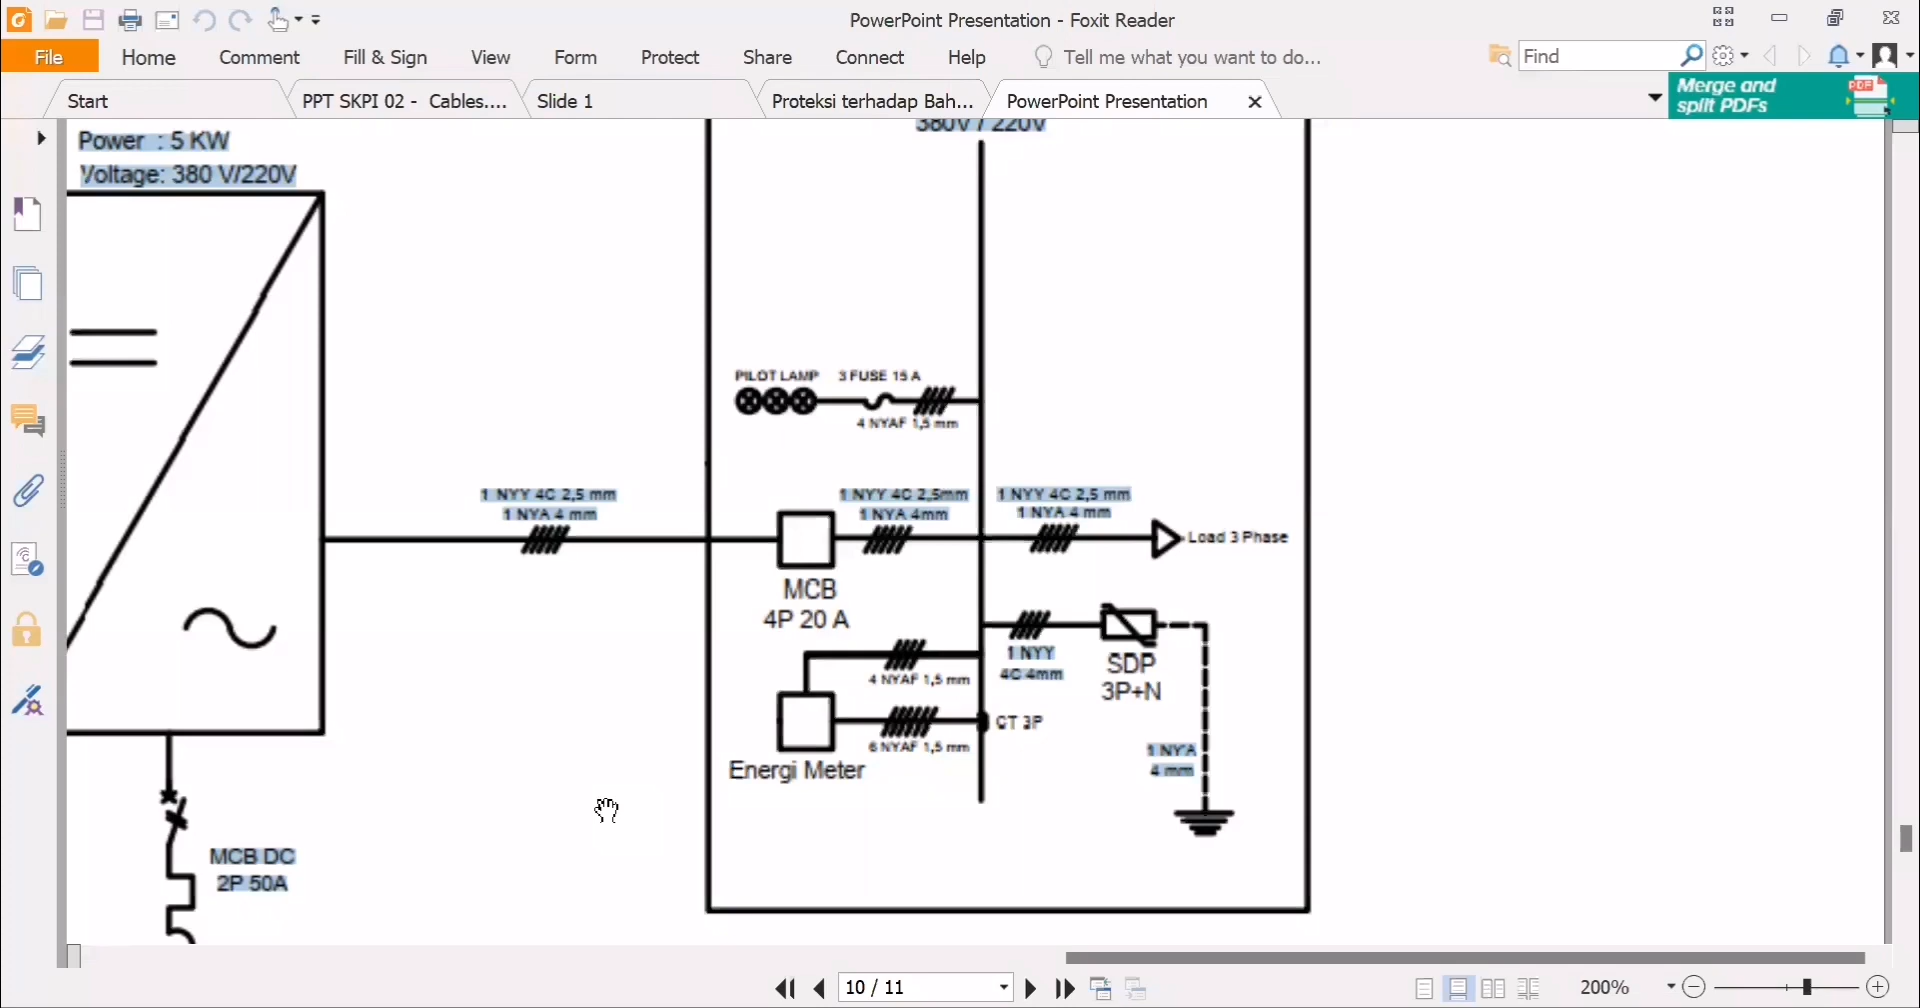 PowerPoint Presentation - Foxit Reader
File Home Comment Fill & Sign View Form Protect Share Connect Help Tell me what you want to do... Find
Start PPT SKPI 02 - Cables.... Slide 1 Proteksi terhadap Bah... PowerPoint Presentation
Merge and
split PDFs
PDF
380V / 220V
Power : 5 KW
Voltage: 380 V/220V
PILOT LAMP 3 FUSE 15 A
4 NYAF 1,5 mm
1 NYY 4C 2,5 mm 1 NYY 4C 2,5mm 1 NYY 4C 2,5 mm
1 NYA 4 mm 1 NYA 4mm 1 NYA 4 mm
Load 3 Phase
MCB
4P 20 A
1 NYY
4C 4mm
SDP
3P+N
4 NYAF 1,5 mm
CT 3P
6 NYAF 1,5 mm
Energi Meter
1 NYA
4 mm
MCB DC
2P 50A
10 / 11 200%